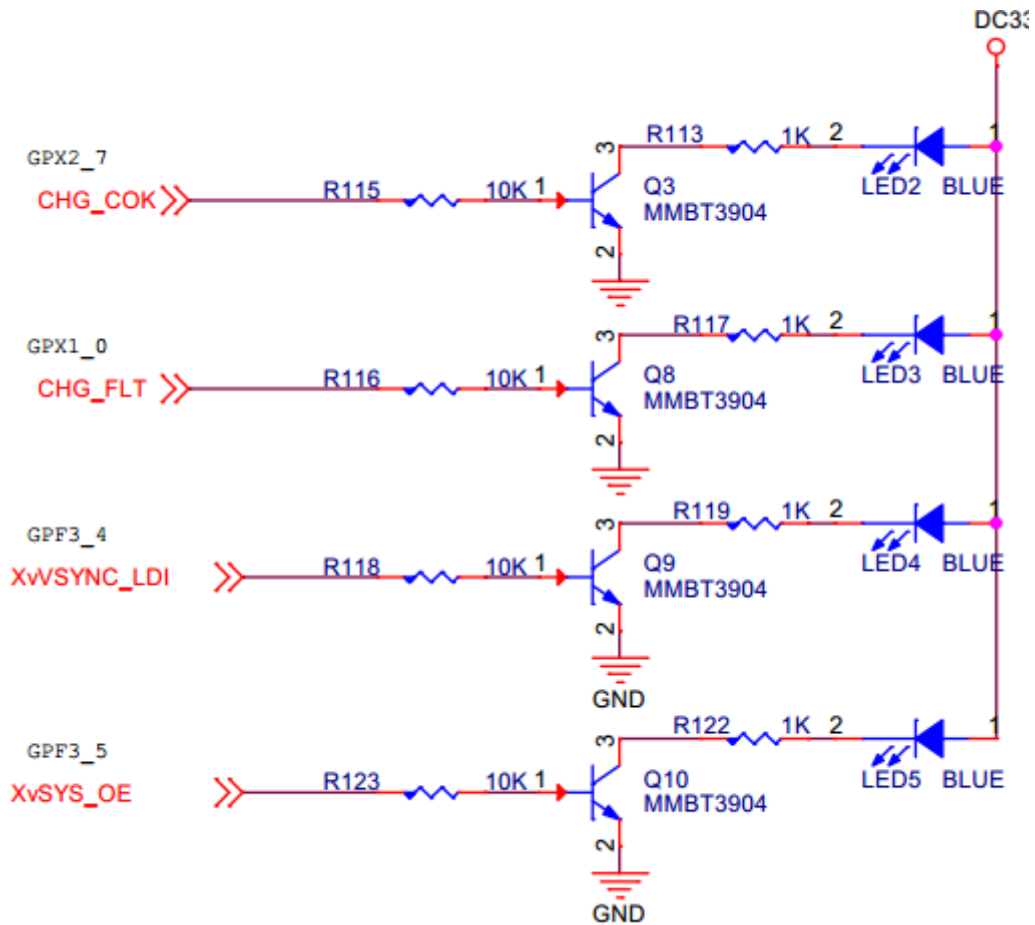 DC33
R113 1K 2 1
GPX2_7
3
CHG_COK R115 10K 1 Q3 LED2 BLUE
MMBT3904
2
R117 1K 2 1
GPX1_0
3
CHG_FLT R116 10K 1 Q8 LED3 BLUE
MMBT3904
2
R119 1K 2 1
GPF3_4
3
XvVSYNC_LDI R118 10K 1 Q9 LED4 BLUE
MMBT3904
2
GND
R122 1K 2 1
GPF3_5
3
XvSYS_OE R123 10K 1 Q10 LED5 BLUE
MMBT3904
2
GND